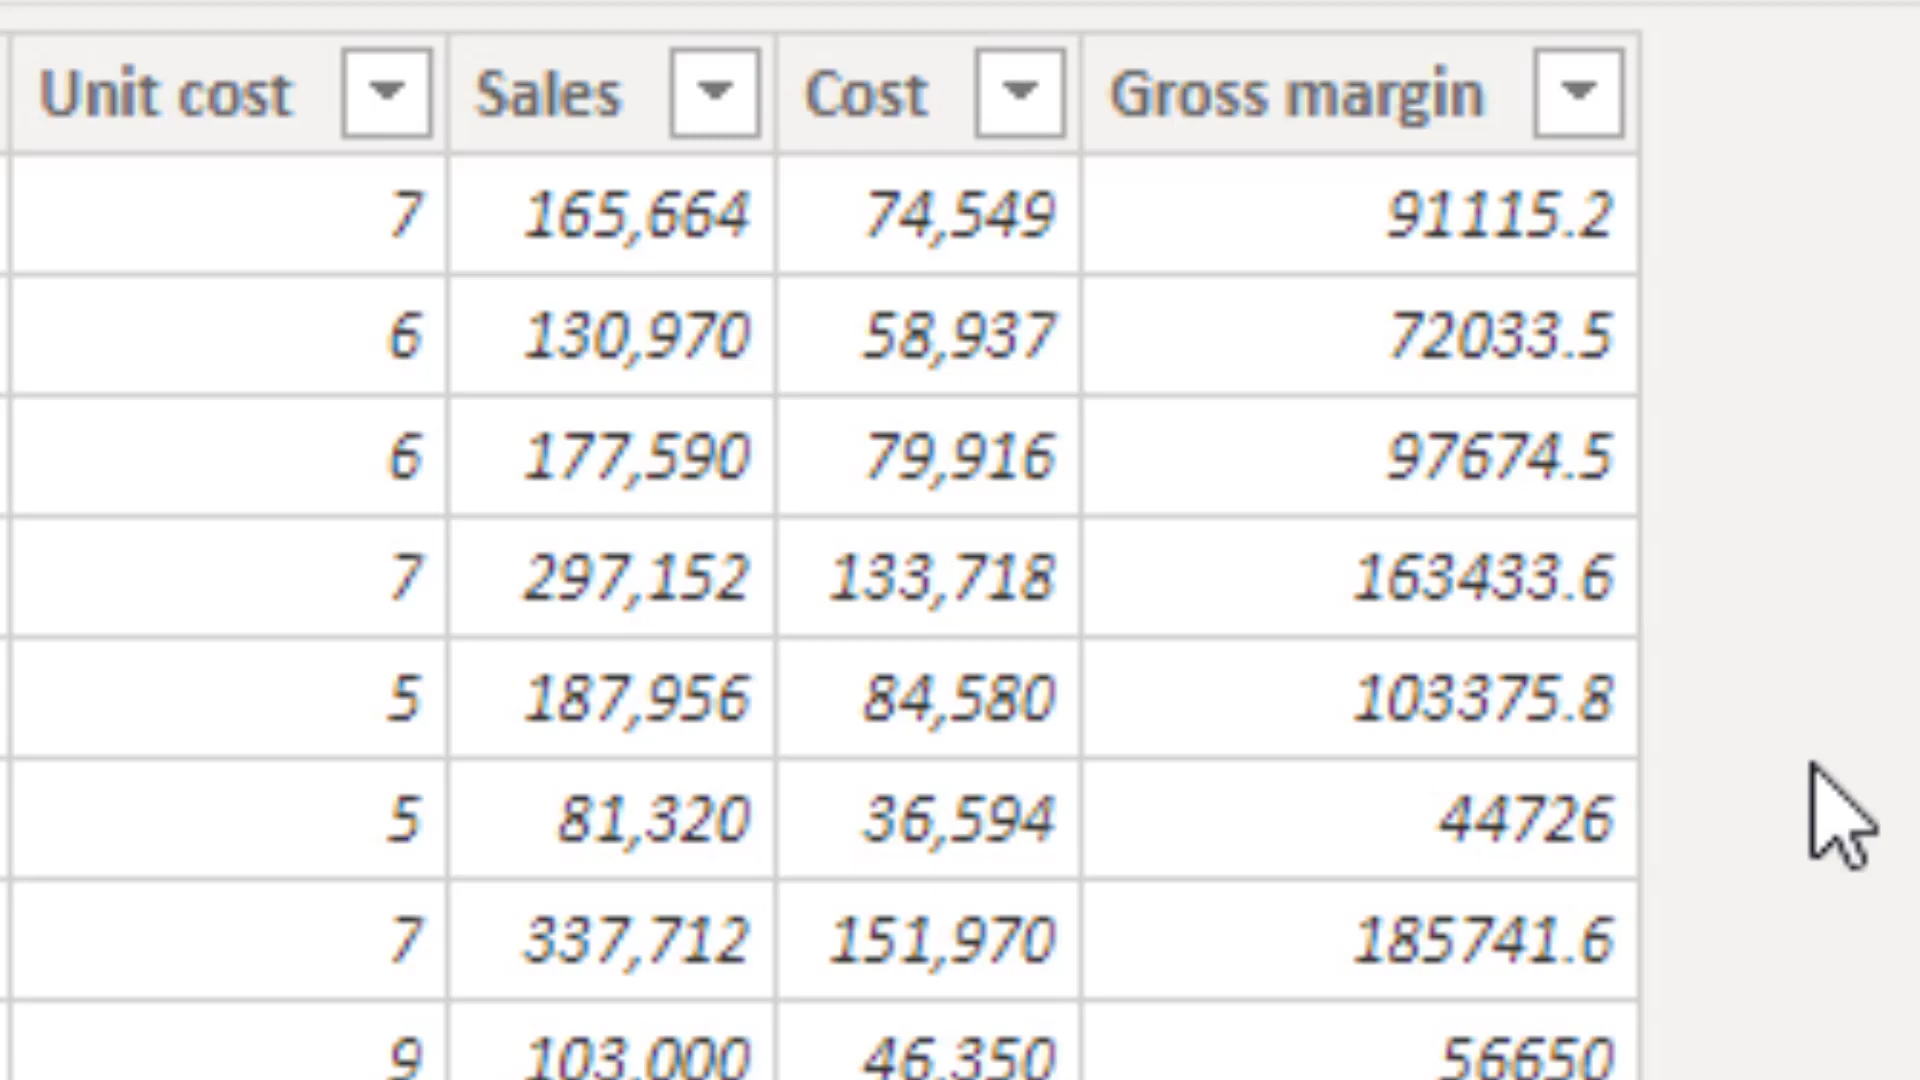 Unit cost Sales Cost Gross margin
7 165,664 74,549 91115.2
6 130,970 58,937 72033.5
6 177,590 79,916 97674.5
7 297,152 133,718 163433.6
5 187,956 84,580 103375.8
5 81,320 36,594 44726
7 337,712 151,970 185741.6
9 103,000 46,350 56650